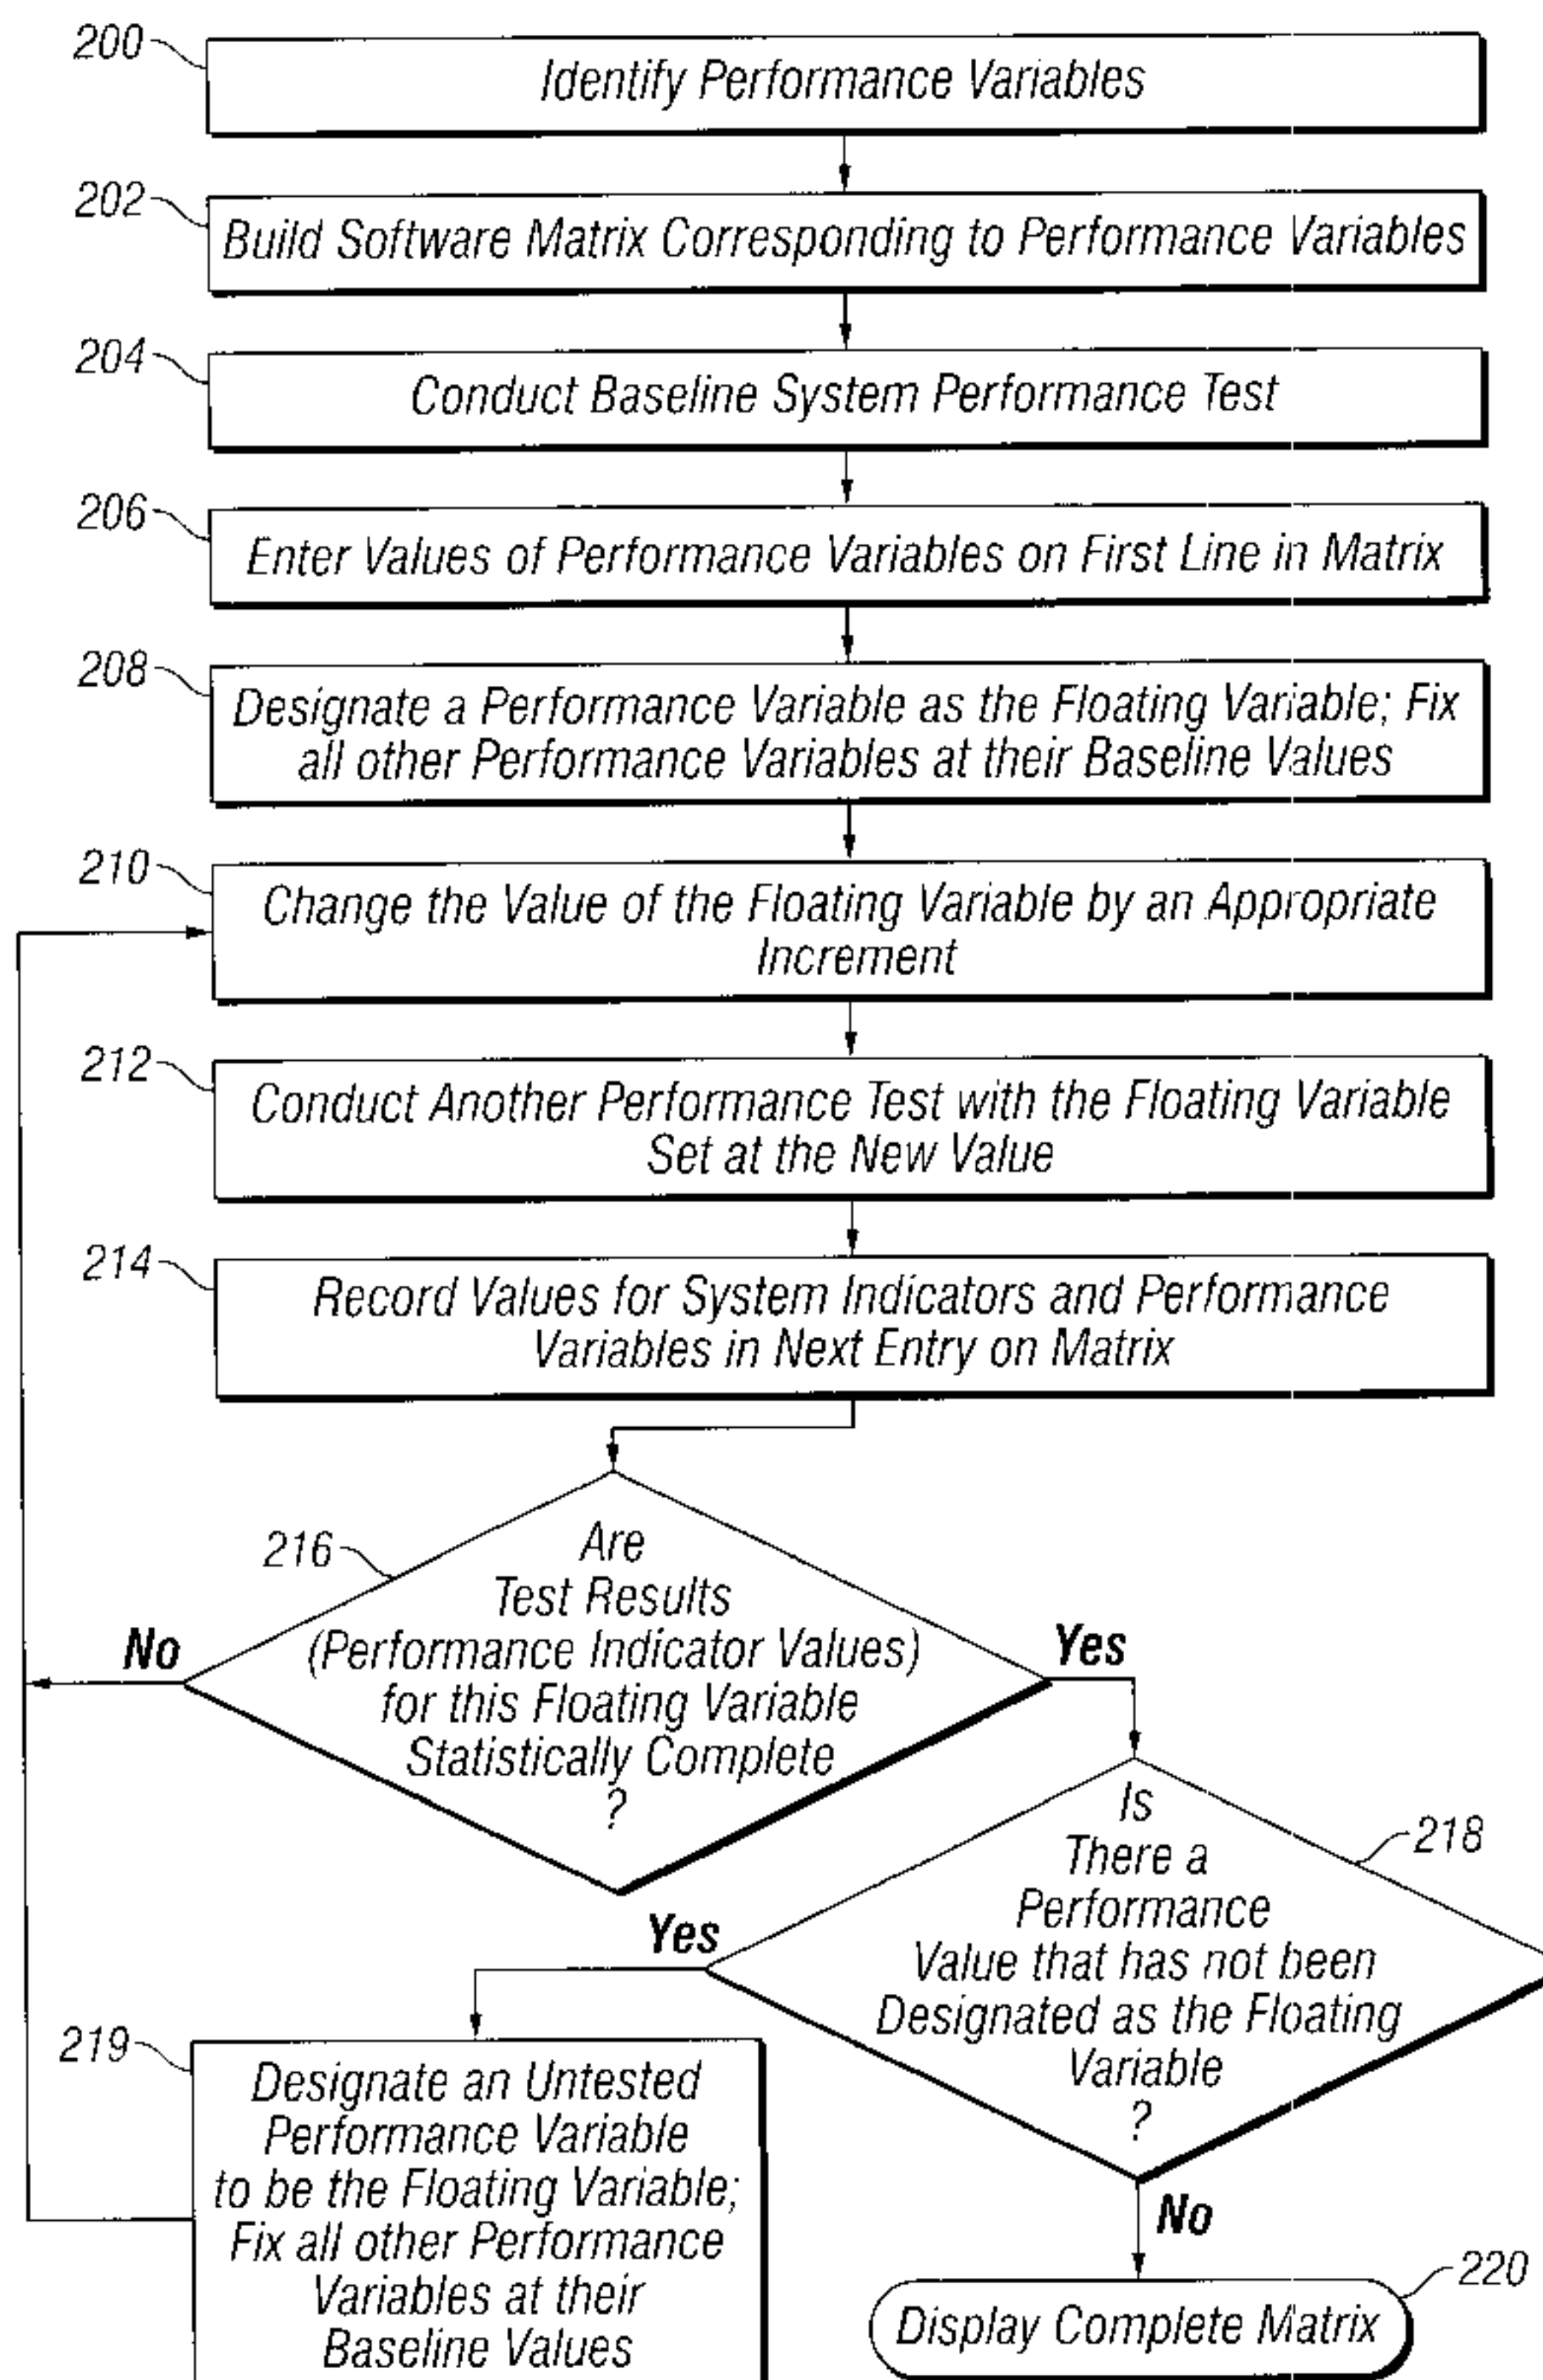 200
Identify Performance Variables
202
Build Software Matrix Corresponding to Performance Variables
204
Conduct Baseline System Performance Test
206
Enter Values of Performance Variables on First Line in Matrix
208
Designate a Performance Variable as the Floating Variable; Fix
all other Performance Variables at their Baseline Values
210
Change the Value of the Floating Variable by an Appropriate
Increment
212
Conduct Another Performance Test with the Floating Variable
Set at the New Value
214
Record Values for System Indicators and Performance
Variables in Next Entry on Matrix
216
Are
Test Results
(Performance Indicator Values)
for this Floating Variable
Statistically Complete
?
No
Yes
218
Is
There a
Performance
Value that has not been
Designated as the Floating
Variable
?
Yes
No
219
Designate an Untested
Performance Variable
to be the Floating Variable;
Fix all other Performance
Variables at their
Baseline Values
220
Display Complete Matrix